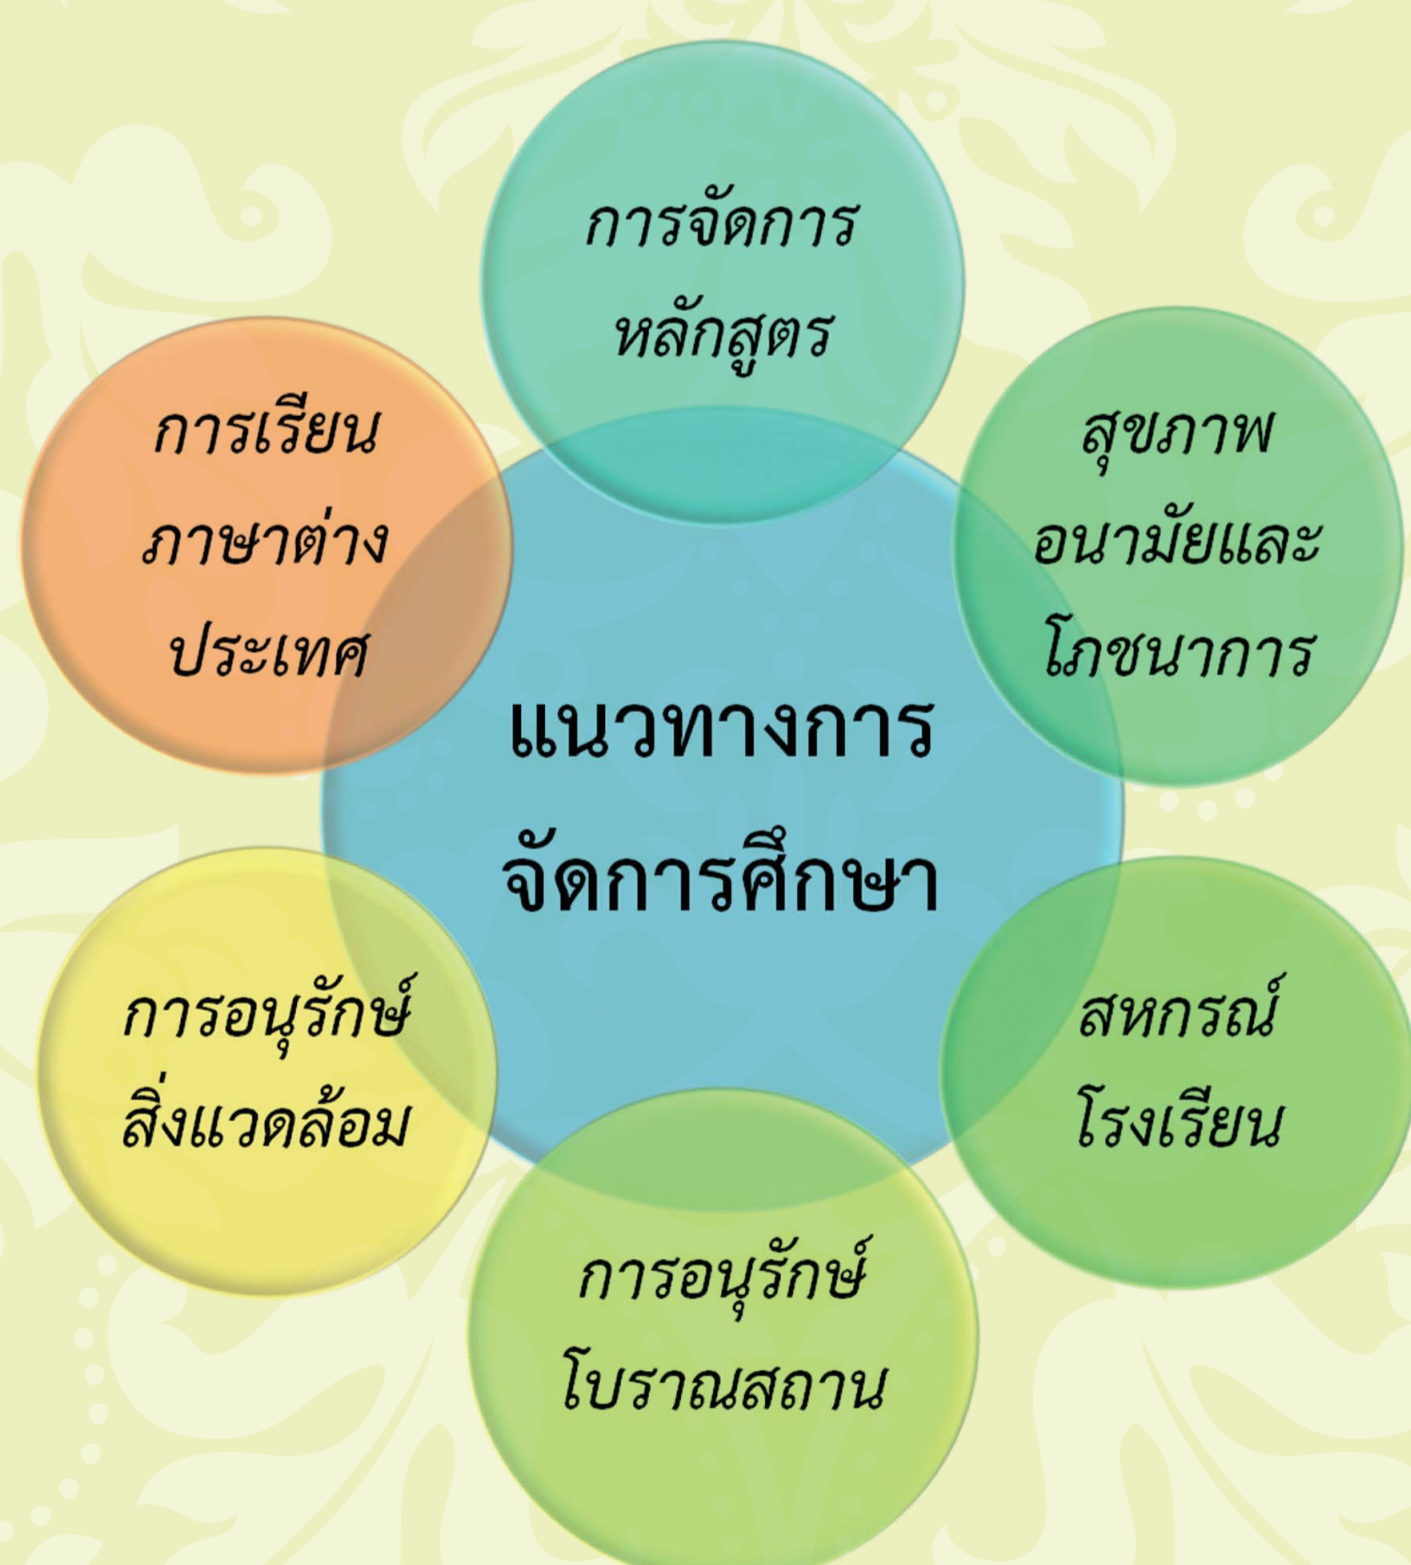 การจัดการ
หลักสูตร
สุขภาพ
อนามัยและ
โภชนาการ
สหกรณ์
โรงเรียน
การอนุรักษ์
โบราณสถาน
การอนุรักษ์
สิ่งแวดล้อม
การเรียน
ภาษาต่าง
ประเทศ
แนวทางการ
จัดการศึกษา